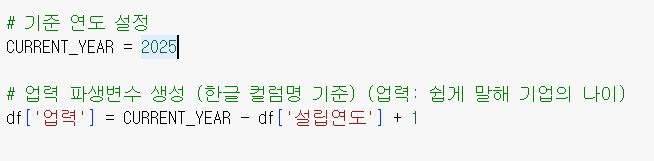 # 기준 연도 설정
CURRENT_YEAR = 2025
# 업력 파생변수 생성 (한글 컬럼명 기준) (업력: 쉽게 말해 기업의 나이)
df['업력'] = CURRENT_YEAR - df['설립연도'] + 1